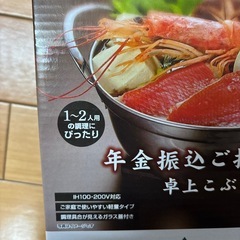 1~2人用
の調理に
ぴったり
年金振込ご
卓上こぶ
IH100-200V対応
ご家庭で使いやすい軽量タイプ
調理具合が見えるガラス蓋付き